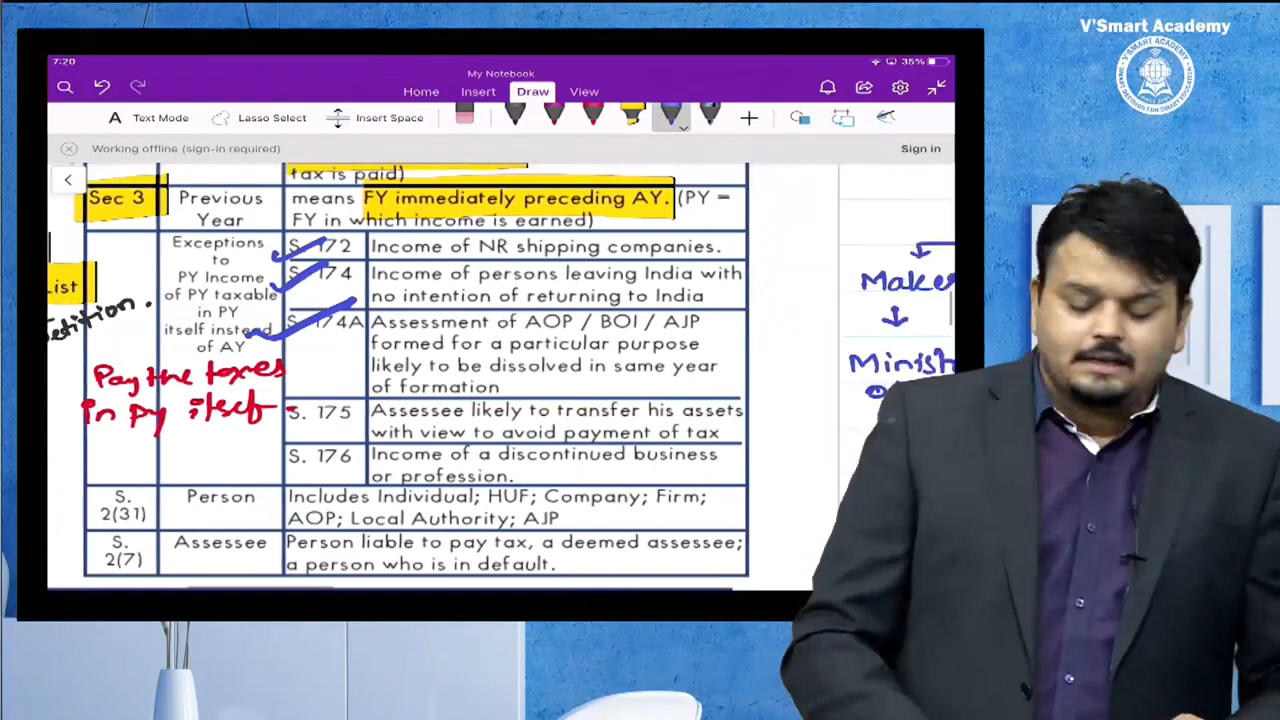 V'Smart Academy
7:20
35%
My Notebook
Home Insert Draw View
Text Mode Lasso Select Insert Space
Working offline (sign-in required) Sign in
tax is paid)
Sec 3 Previous Year means FY immediately preceding AY. (PY =
FY in which income is earned)
Exceptions
to
PY Income
of PY taxable
in PY
itself instead
of AY
S. 172 Income of NR shipping companies.
S. 174 Income of persons leaving India with
no intention of returning to India
S. 174A Assessment of AOP / BOI / AJP
formed for a particular purpose
likely to be dissolved in same year
of formation
S. 175 Assessee likely to transfer his assets
with view to avoid payment of tax
S. 176 Income of a discontinued business
or profession.
S.
2(31)
Person
Includes Individual; HUF; Company; Firm;
AOP; Local Authority; AJP
S.
2(7)
Assessee
Person liable to pay tax, a deemed assessee;
a person who is in default.
Pay the taxes
in py itself
List
etition.
Make
Minist